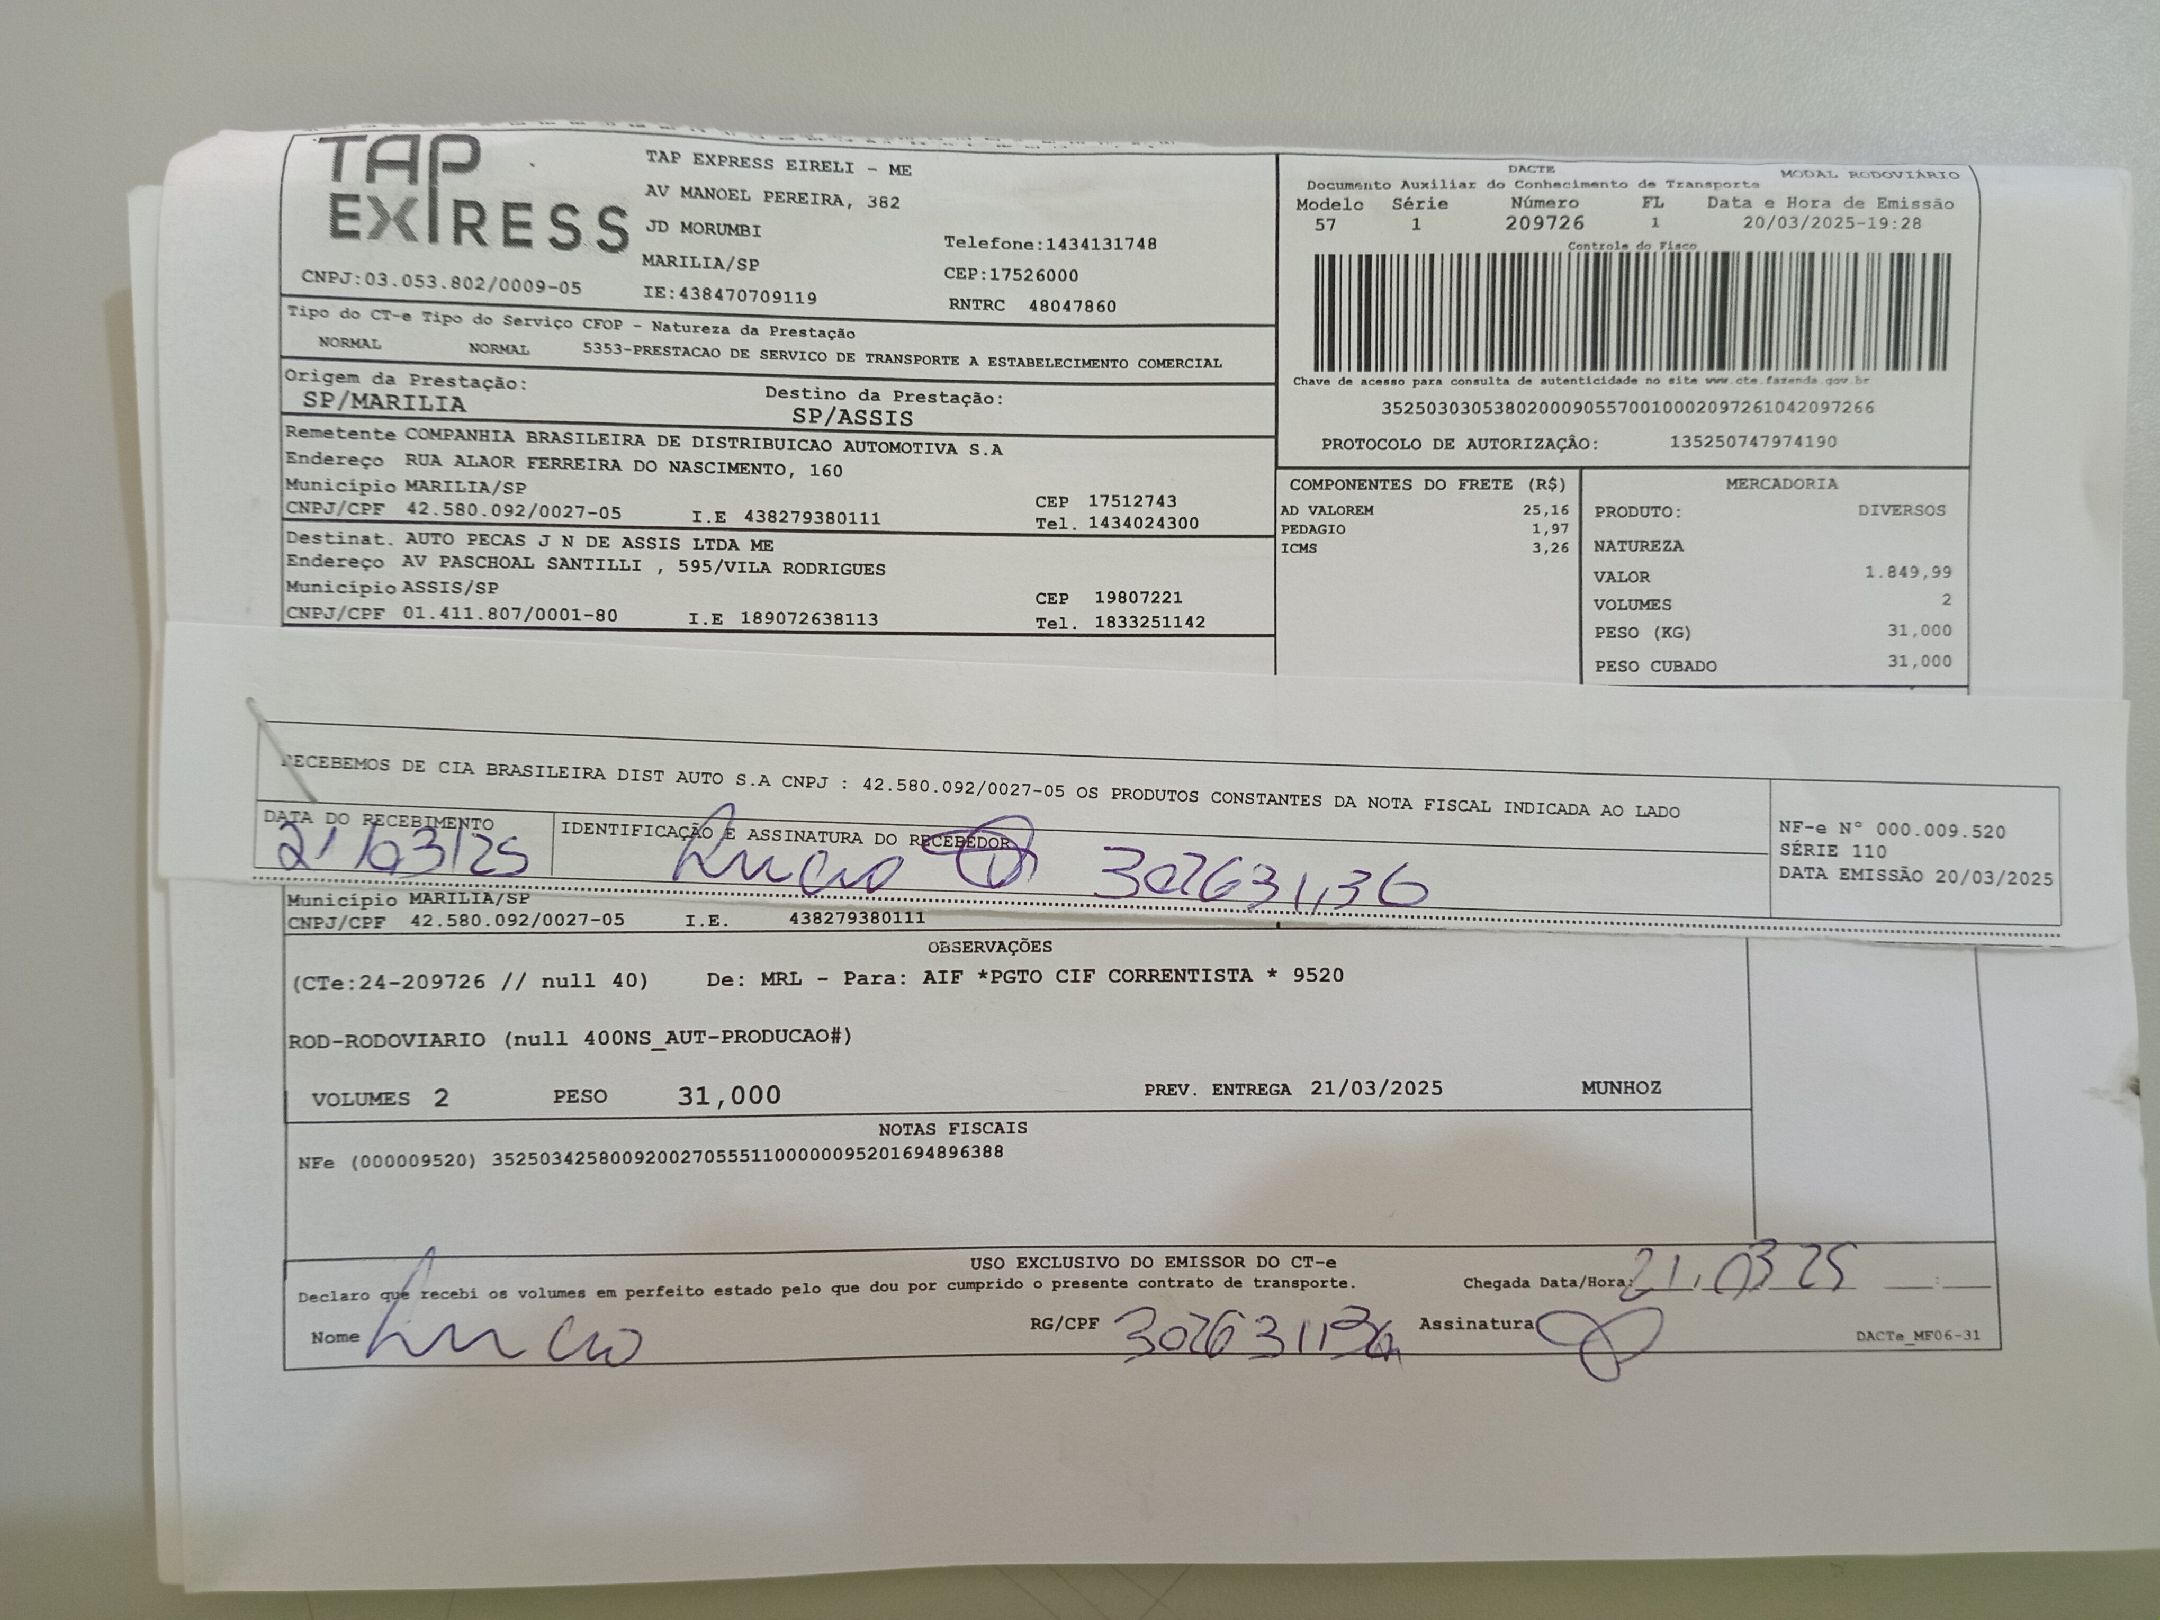 TAP
EXPRESS
CNPJ:03.053.802/0009-05
TAP EXPRESS EIRELI - ME
AV MANOEL PEREIRA, 382
JD MORUMBI
MARILIA/SP
IE:438470709119
Telefone:1434131748
CEP:17526000
RNTRC 48047860
DACTE
MODAL RODOVIÁRIO
Documento Auxiliar do Conhecimento de Transporte
Modelo Série Número FL Data e Hora de Emissão
57 1 209726 1 20/03/2025-19:28
Controle do Fisco
Chave de acesso para consulta de autenticidade no site www.cte.fazenda.gov.br
35250303053802000905570010002097261042097266
PROTOCOLO DE AUTORIZAÇÂO: 135250747974190
Tipo do CT-e Tipo do Serviço CFOP - Natureza da Prestação
NORMAL NORMAL 5353-PRESTACAO DE SERVICO DE TRANSPORTE A ESTABELECIMENTO COMERCIAL
Origem da Prestação: Destino da Prestação:
SP/MARILIA SP/ASSIS
Remetente COMPANHIA BRASILEIRA DE DISTRIBUICAO AUTOMOTIVA S.A
Endereço RUA ALAOR FERREIRA DO NASCIMENTO, 160
Município MARILIA/SP CEP 17512743
CNPJ/CPF 42.580.092/0027-05 I.E 438279380111 Tel. 1434024300
Destinat. AUTO PECAS J N DE ASSIS LTDA ME
Endereço AV PASCHOAL SANTILLI , 595/VILA RODRIGUES
Município ASSIS/SP CEP 19807221
CNPJ/CPF 01.411.807/0001-80 I.E 189072638113 Tel. 1833251142
COMPONENTES DO FRETE (R$)
AD VALOREM 25,16
PEDAGIO 1,97
ICMS 3,26
MERCADORIA
PRODUTO: DIVERSOS
NATUREZA
VALOR 1.849,99
VOLUMES 2
PESO (KG) 31,000
PESO CUBADO 31,000
RECEBEMOS DE CIA BRASILEIRA DIST AUTO S.A CNPJ : 42.580.092/0027-05 OS PRODUTOS CONSTANTES DA NOTA FISCAL INDICADA AO LADO
DATA DO RECEBIMENTO IDENTIFICAÇÃO E ASSINATURA DO RECEBEDOR
21/03/25 Lucio 302631,36
NF-e N° 000.009.520
SÉRIE 110
DATA EMISSÃO 20/03/2025
Município MARILIA/SP
CNPJ/CPF 42.580.092/0027-05 I.E. 438279380111
OBSERVAÇÕES
(CTe:24-209726 // null 40) De: MRL - Para: AIF *PGTO CIF CORRENTISTA * 9520
ROD-RODOVIARIO (null 400NS_AUT-PRODUCAO#)
VOLUMES 2 PESO 31,000 PREV. ENTREGA 21/03/2025 MUNHOZ
NOTAS FISCAIS
NFe (000009520) 35250342580092002705551100000095201694896388
USO EXCLUSIVO DO EMISSOR DO CT-e
Declaro que recebi os volumes em perfeito estado pelo que dou por cumprido o presente contrato de transporte. Chegada Data/Hora: 21.03 25 __:__
Nome Lucio RG/CPF Assinatura
DACTe_MF06-31